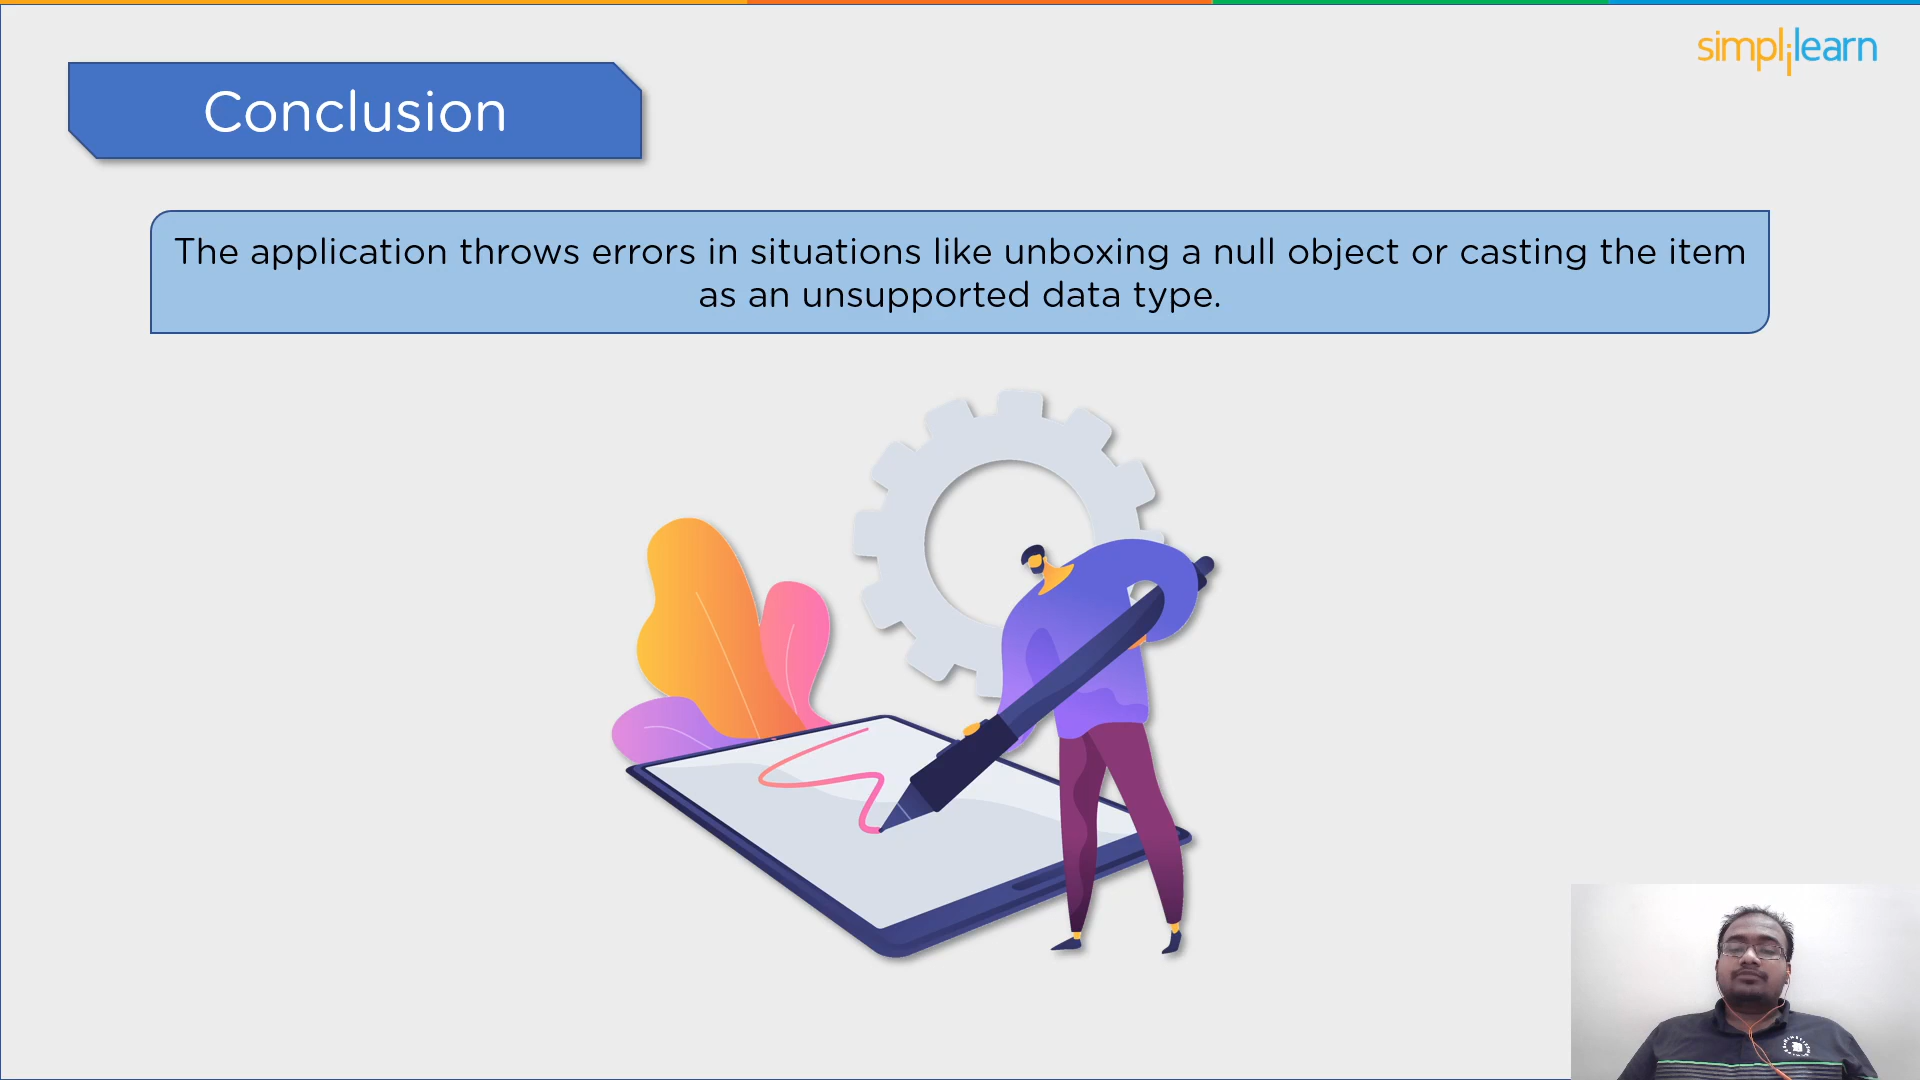 simplilearn
Conclusion
The application throws errors in situations like unboxing a null object or casting the item
as an unsupported data type.